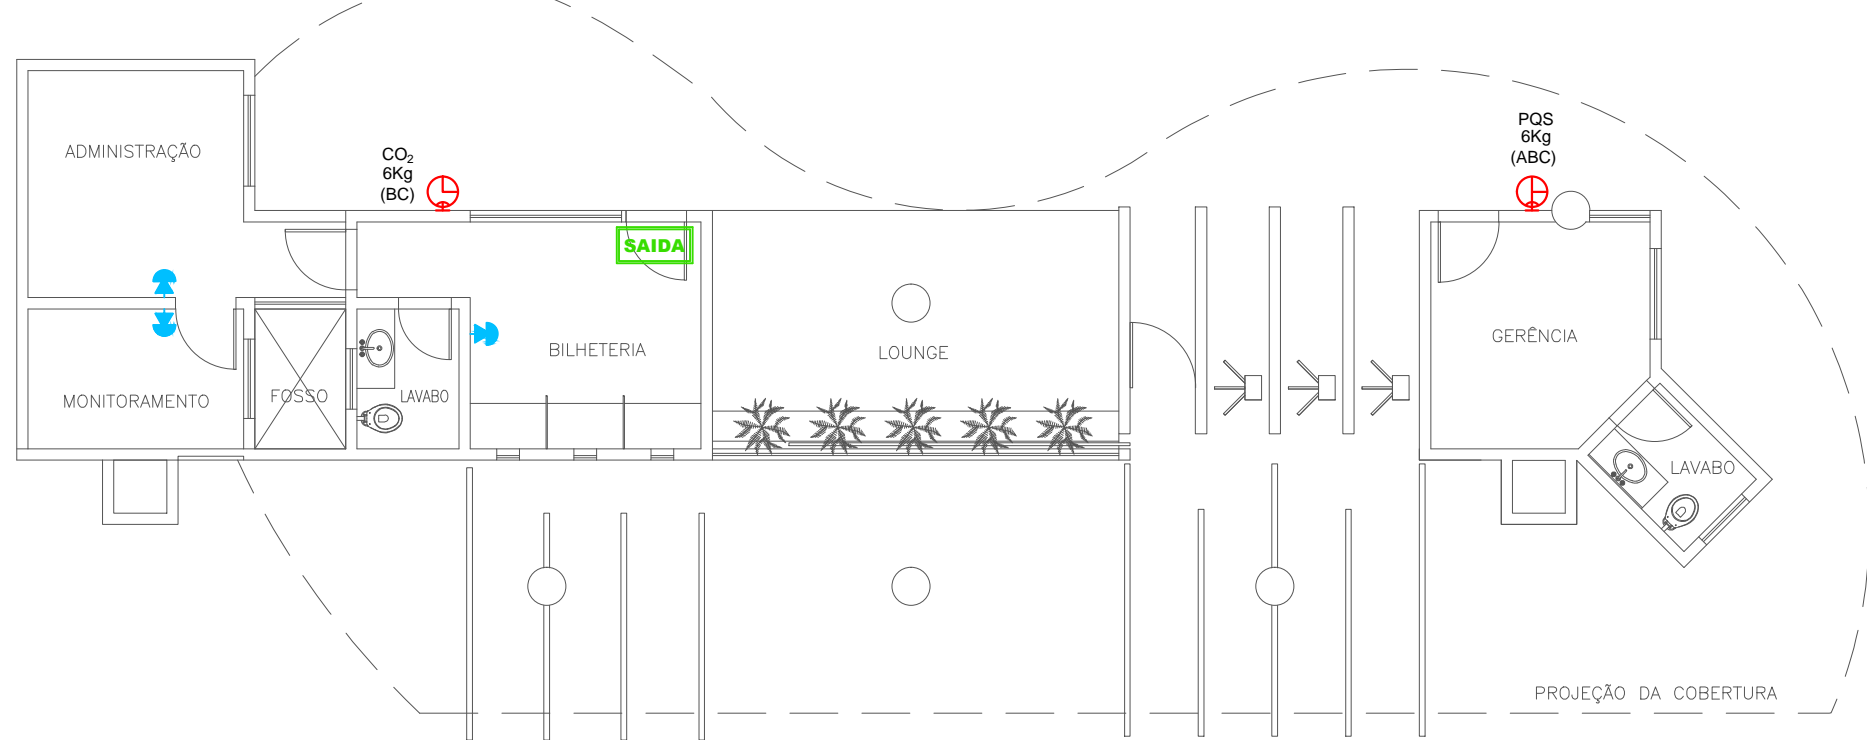 PQS
6Kg
(ABC)
ADMINISTRAÇÃO
CO₂
6Kg
(BC)
SAIDA
GERÊNCIA
BILHETERIA
LOUNGE
MONITORAMENTO
FOSSO
LAVABO
LAVABO
PROJEÇÃO DA COBERTURA